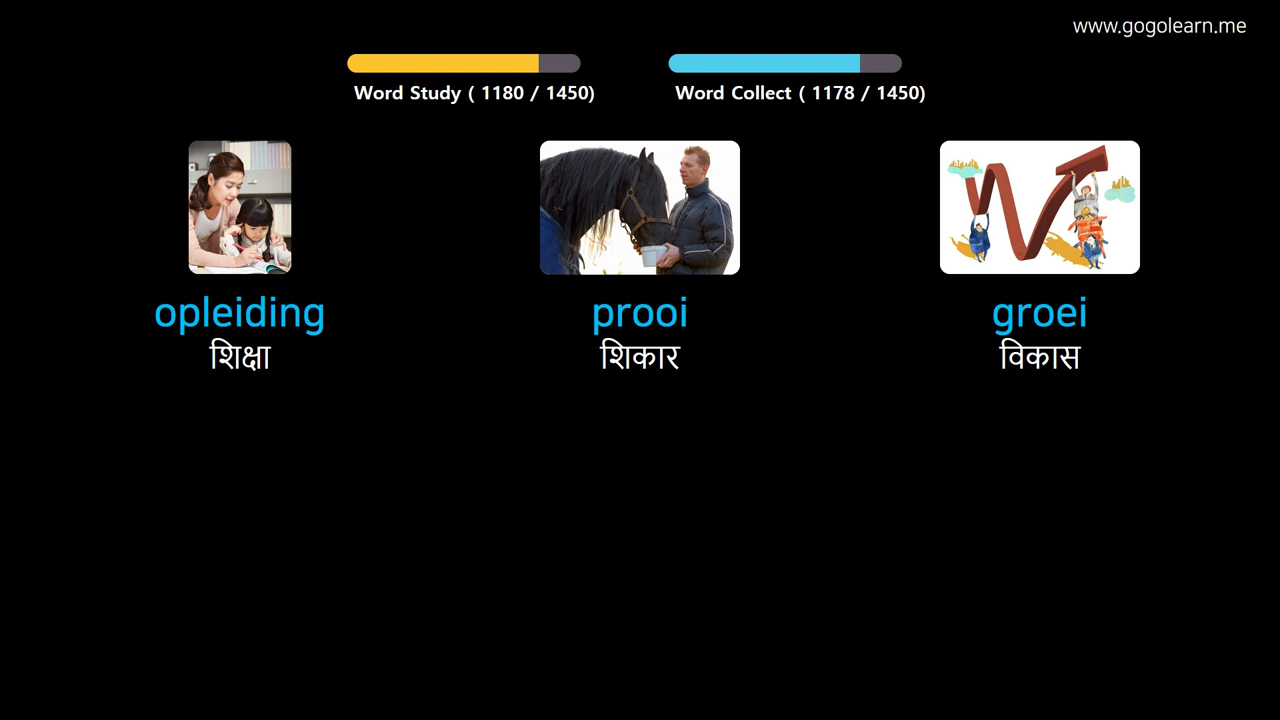 www.gogolearn.me
Word Study ( 1180 / 1450)
Word Collect ( 1178 / 1450)
opleiding
शिक्षा
prooi
शिकार
groei
विकास